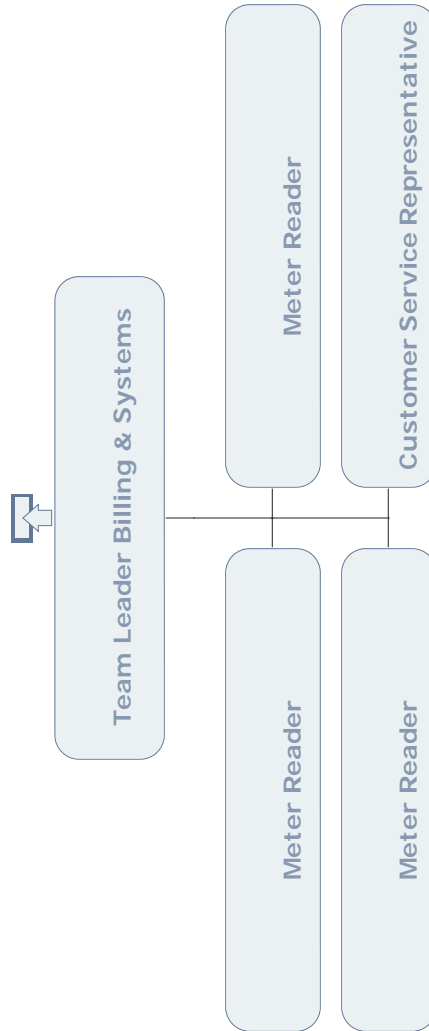 Team Leader Billing & Systems
Meter Reader
Meter Reader
Meter Reader
Customer Service Representative